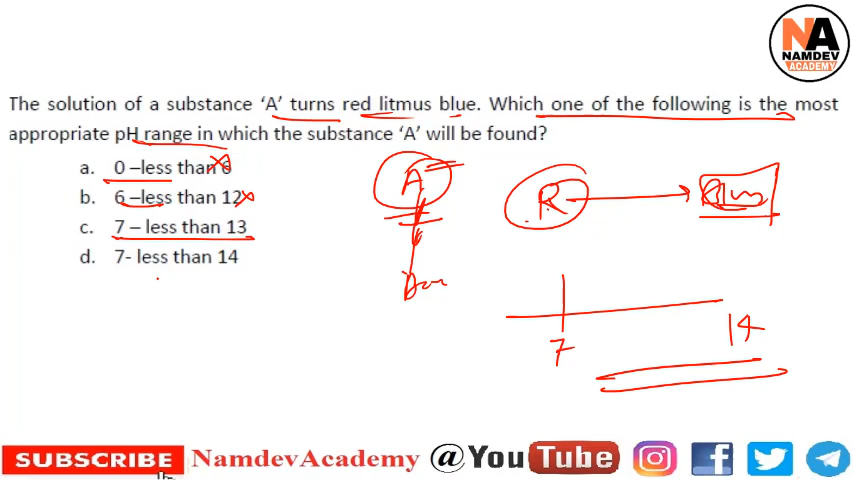 NA
NAMDEV
ACADEMY
The solution of a substance ‘A’ turns red litmus blue. Which one of the following is the most
appropriate pH range in which the substance ‘A’ will be found?
a. 0 –less than 6
b. 6 –less than 12
c. 7 – less than 13
d. 7- less than 14
A
R
Blue
7
14
SUBSCRIBE NamdevAcademy @YouTube